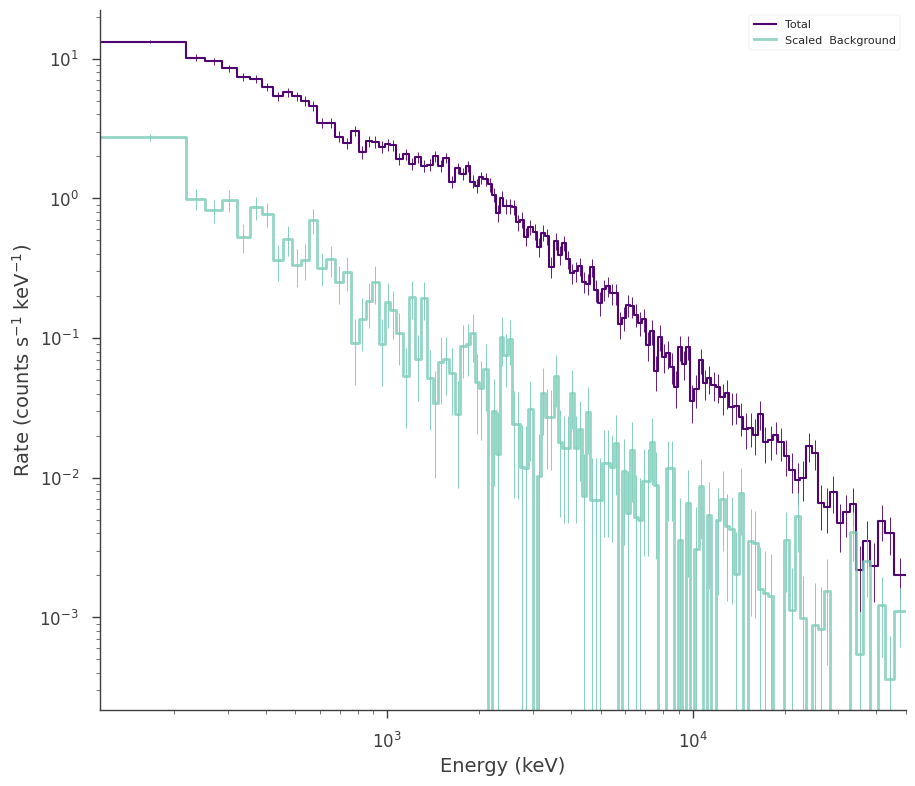 Total
Scaled  Background
Rate (counts s⁻¹ keV⁻¹)
10¹
10⁰
10⁻¹
10⁻²
10⁻³
10³
10⁴
Energy (keV)